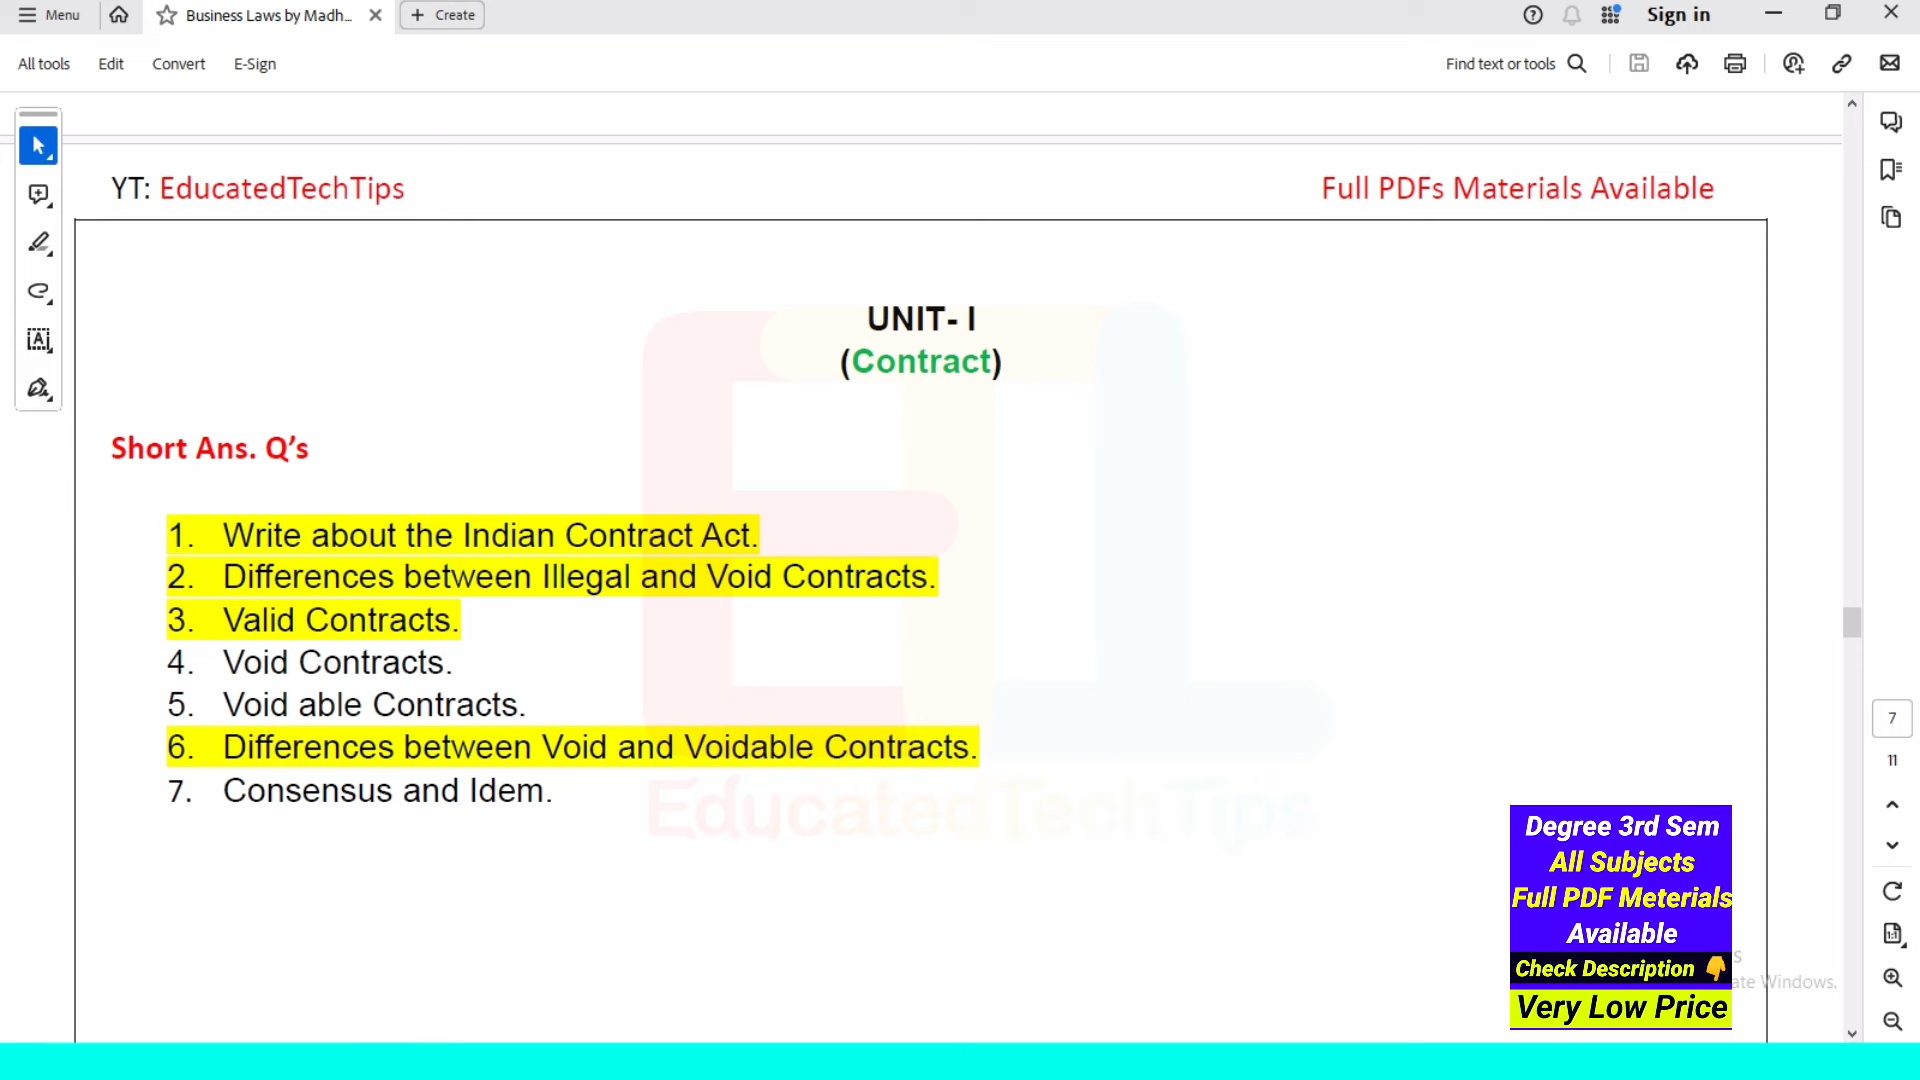 Menu
Business Laws by Madh...
Create
Sign in
All tools
Edit
Convert
E-Sign
Find text or tools
YT: EducatedTechTips
Full PDFs Materials Available
UNIT- I
(Contract)
Short Ans. Q's
1. Write about the Indian Contract Act.
2. Differences between Illegal and Void Contracts.
3. Valid Contracts.
4. Void Contracts.
5. Void able Contracts.
6. Differences between Void and Voidable Contracts.
7. Consensus and Idem.
EducatedTechTips
7
11
Degree 3rd Sem
All Subjects
Full PDF Meterials
Available
Check Description
Very Low Price
Windows.